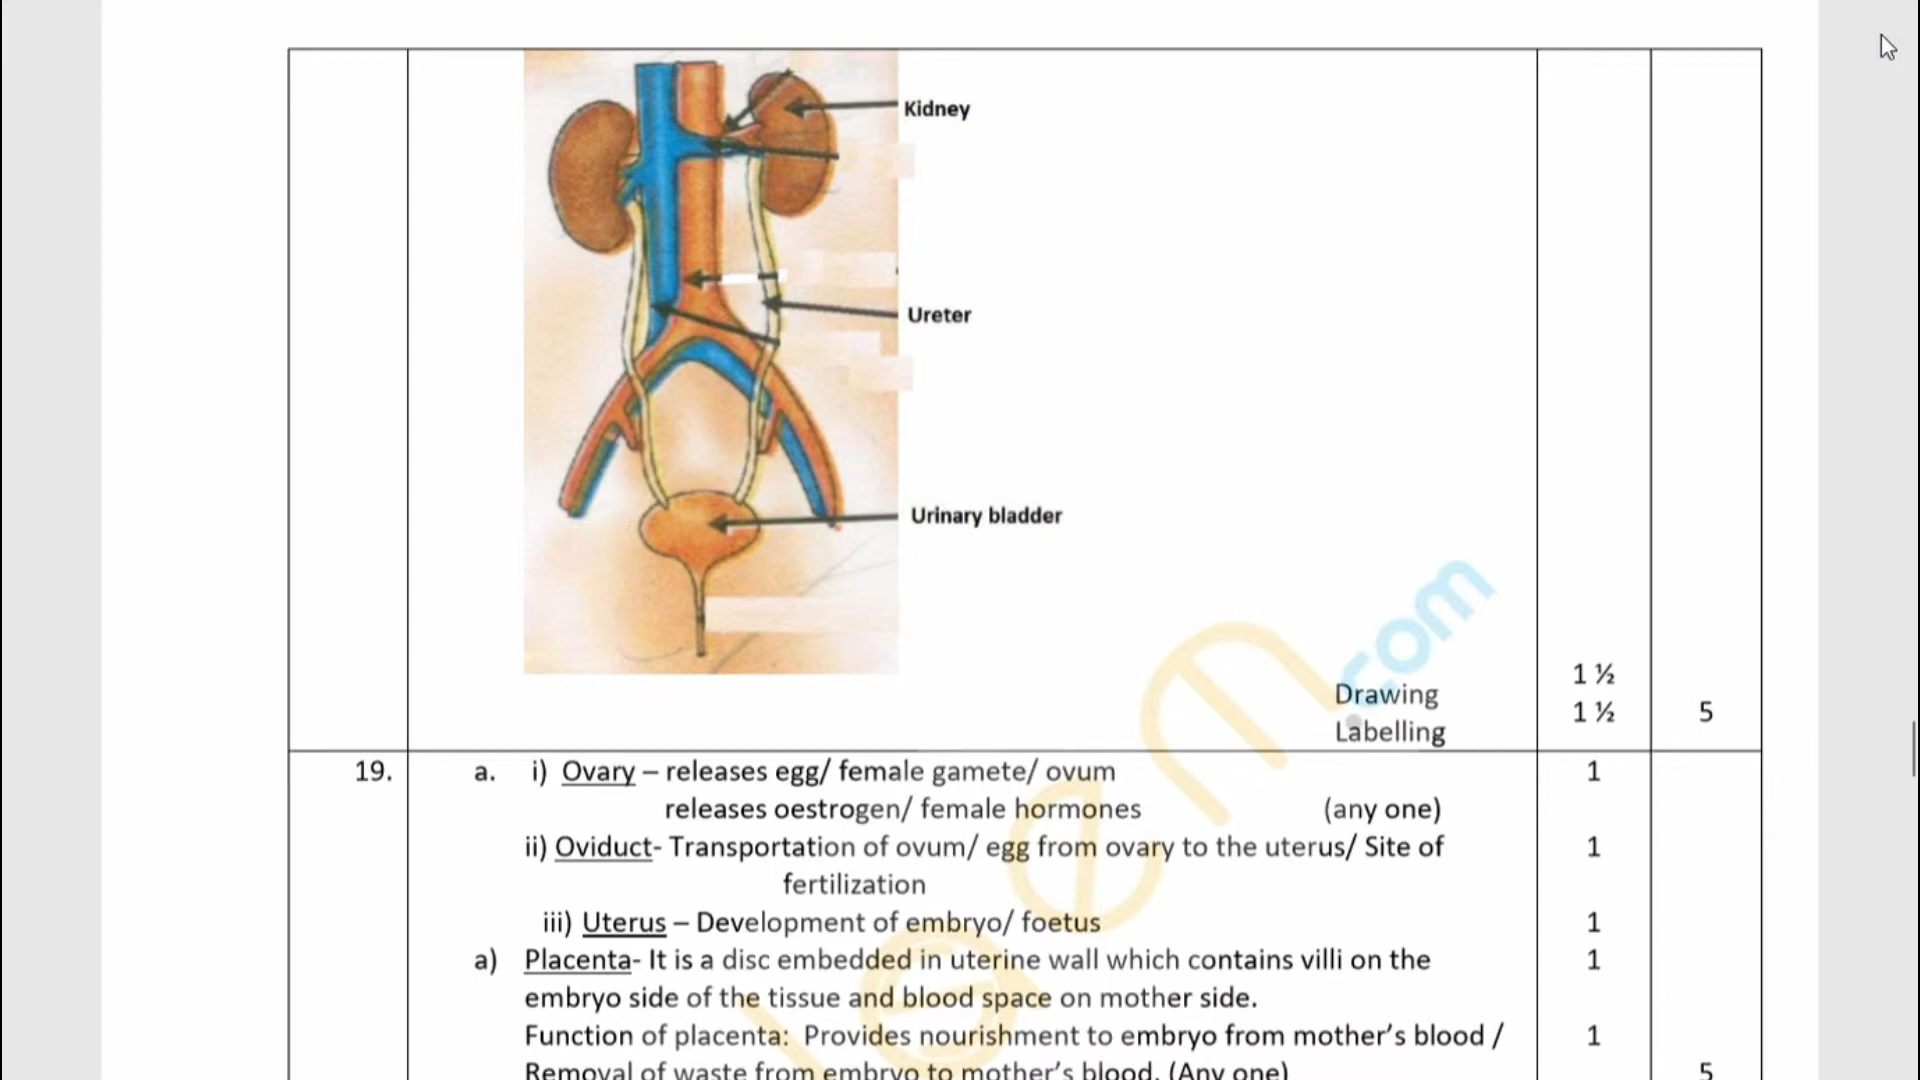 Kidney
Ureter
Urinary bladder
Drawing 1 ½
Labelling 1 ½ 5
19. a. i) Ovary – releases egg/ female gamete/ ovum 1
releases oestrogen/ female hormones (any one)
ii) Oviduct- Transportation of ovum/ egg from ovary to the uterus/ Site of 1
fertilization
iii) Uterus – Development of embryo/ foetus 1
a) Placenta- It is a disc embedded in uterine wall which contains villi on the 1
embryo side of the tissue and blood space on mother side.
Function of placenta: Provides nourishment to embryo from mother’s blood / 1
Removal of waste from embryo to mother’s blood. (Any one) 5
.com